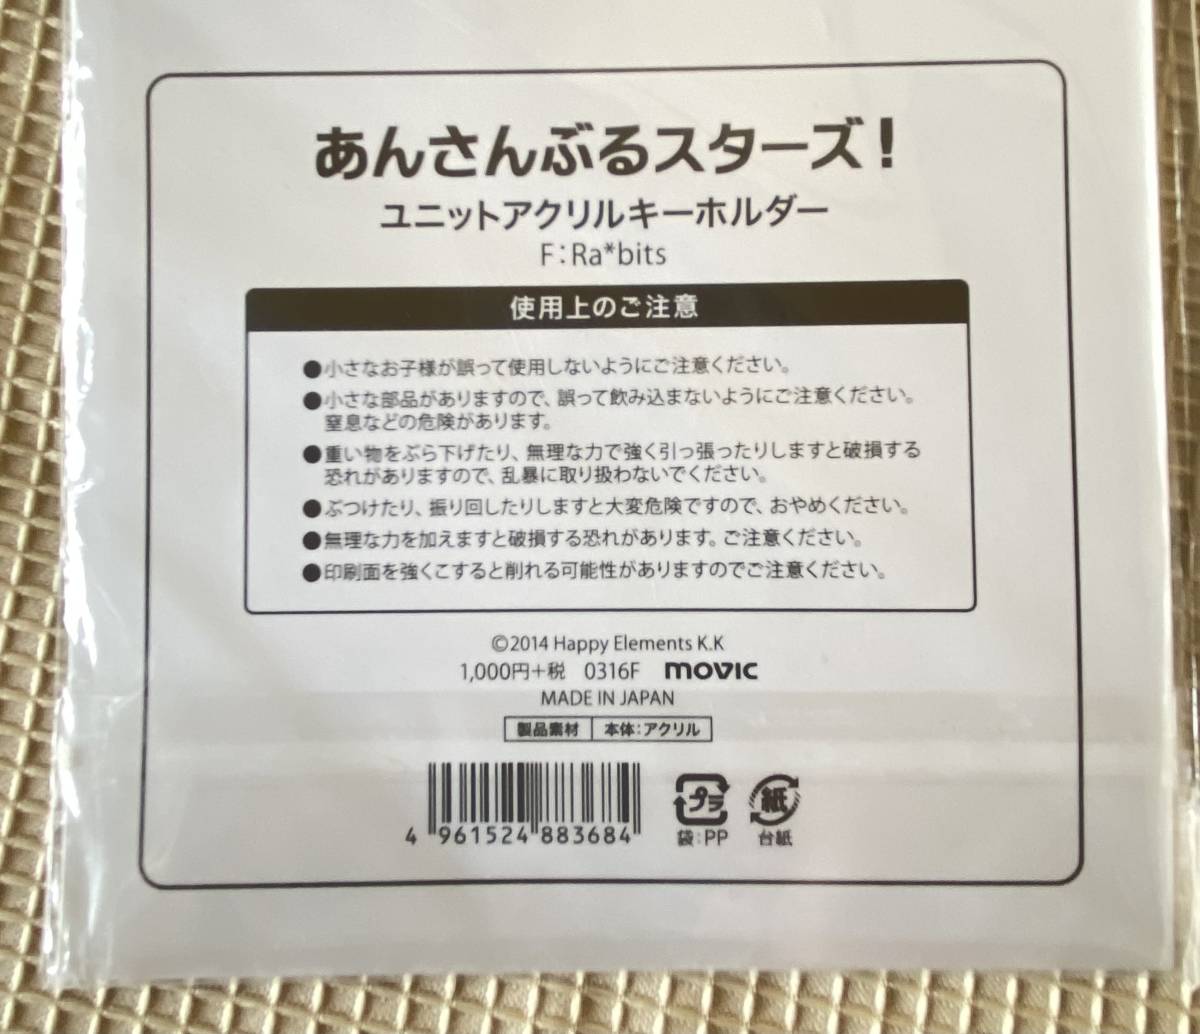 あんさんぶるスターズ！
ユニットアクリルキーホルダー
F：Ra*bits
使用上のご注意
●小さなお子様が誤って使用しないようにご注意ください。
●小さな部品がありますので、誤って飲み込まないようにご注意ください。
窒息などの危険があります。
●重い物をぶら下げたり、無理な力で強く引っ張ったりしますと破損する
恐れがありますので、乱暴に取り扱わないでください。
●ぶつけたり、振り回したりしますと大変危険ですので、おやめください。
●無理な力を加えますと破損する恐れがあります。ご注意ください。
●印刷面を強くこすると削れる可能性がありますのでご注意ください。
©2014 Happy Elements K.K
1,000円+税 0316F movic
MADE IN JAPAN
製品素材 本体：アクリル
4 961524 883684
プラ 紙
袋：PP 台紙